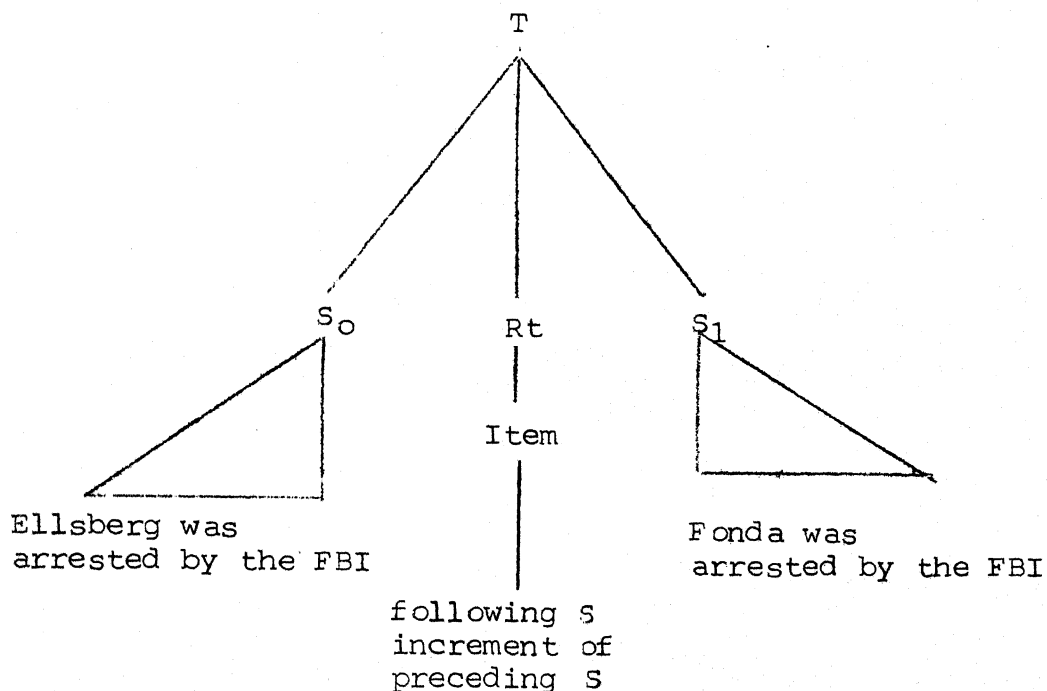 T
S₀ Rt S₁
Item
Ellsberg was
arrested by the FBI
Fonda was
arrested by the FBI
following S
increment of
preceding S